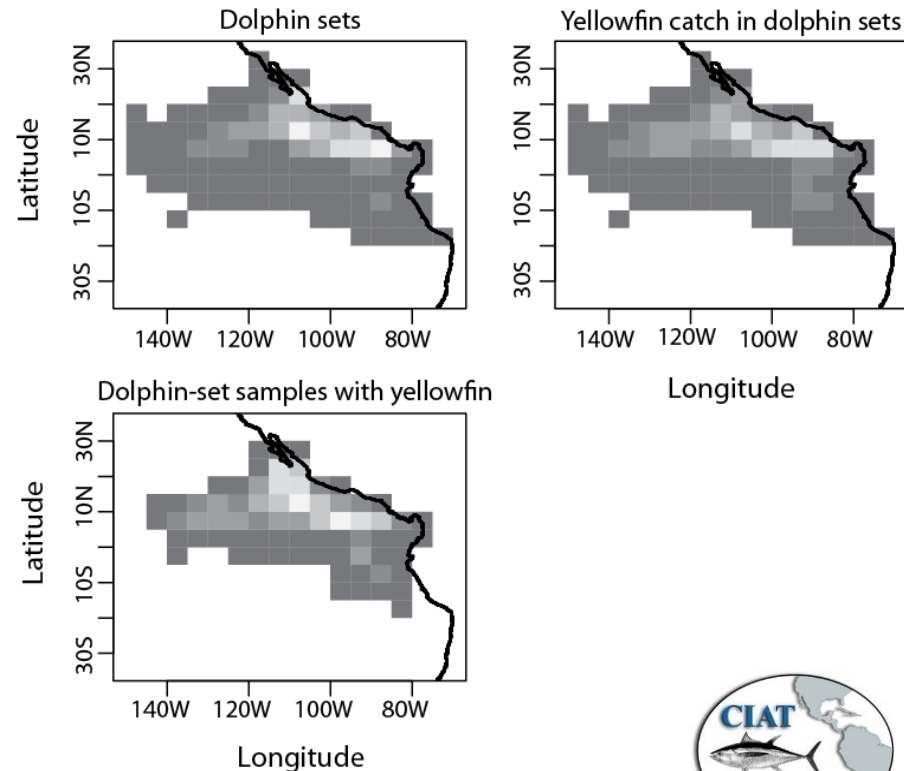 Dolphin sets
Yellowfin catch in dolphin sets
Latitude
30N
10N
10S
30S
140W 120W 100W 80W
30N
10N
10S
30S
140W 120W 100W 80W
Longitude
Dolphin-set samples with yellowfin
Latitude
30N
10N
10S
30S
140W 120W 100W 80W
Longitude
CIAT